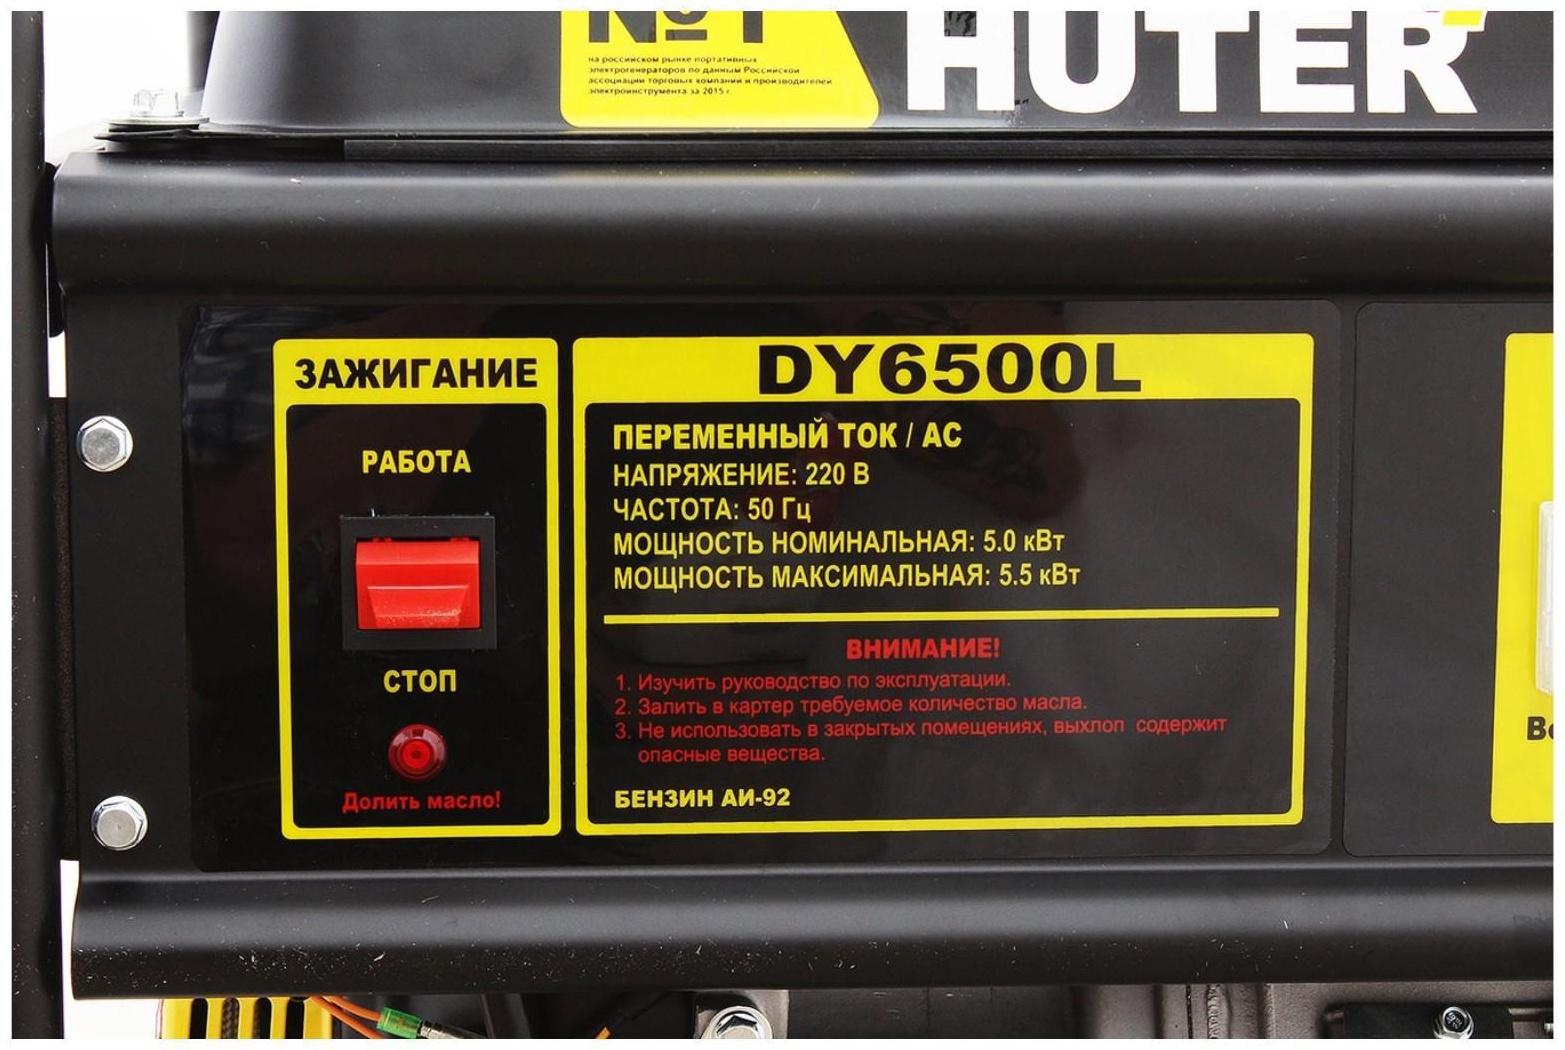 №1
на российском рынке портативных
электрогенераторов по данным Российской
ассоциации торговых компаний и производителей
электроинструмента за 2015 г.
HUTER
ЗАЖИГАНИЕ
РАБОТА
СТОП
Долить масло!
DY6500L
ПЕРЕМЕННЫЙ ТОК / AC
НАПРЯЖЕНИЕ: 220 В
ЧАСТОТА: 50 Гц
МОЩНОСТЬ НОМИНАЛЬНАЯ: 5.0 кВт
МОЩНОСТЬ МАКСИМАЛЬНАЯ: 5.5 кВт
ВНИМАНИЕ!
1. Изучить руководство по эксплуатации.
2. Залить в картер требуемое количество масла.
3. Не использовать в закрытых помещениях, выхлоп содержит
опасные вещества.
БЕНЗИН АИ-92